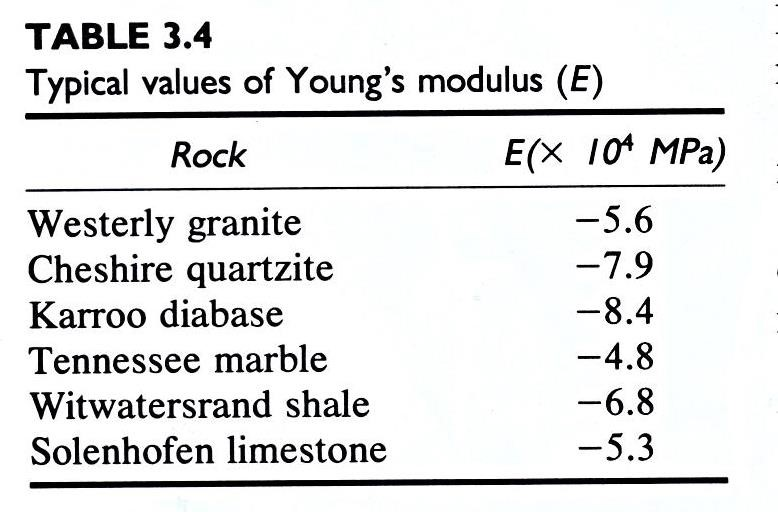 TABLE 3.4
Typical values of Young's modulus (E)
Rock E(× 10⁴ MPa)
Westerly granite −5.6
Cheshire quartzite −7.9
Karroo diabase −8.4
Tennessee marble −4.8
Witwatersrand shale −6.8
Solenhofen limestone −5.3